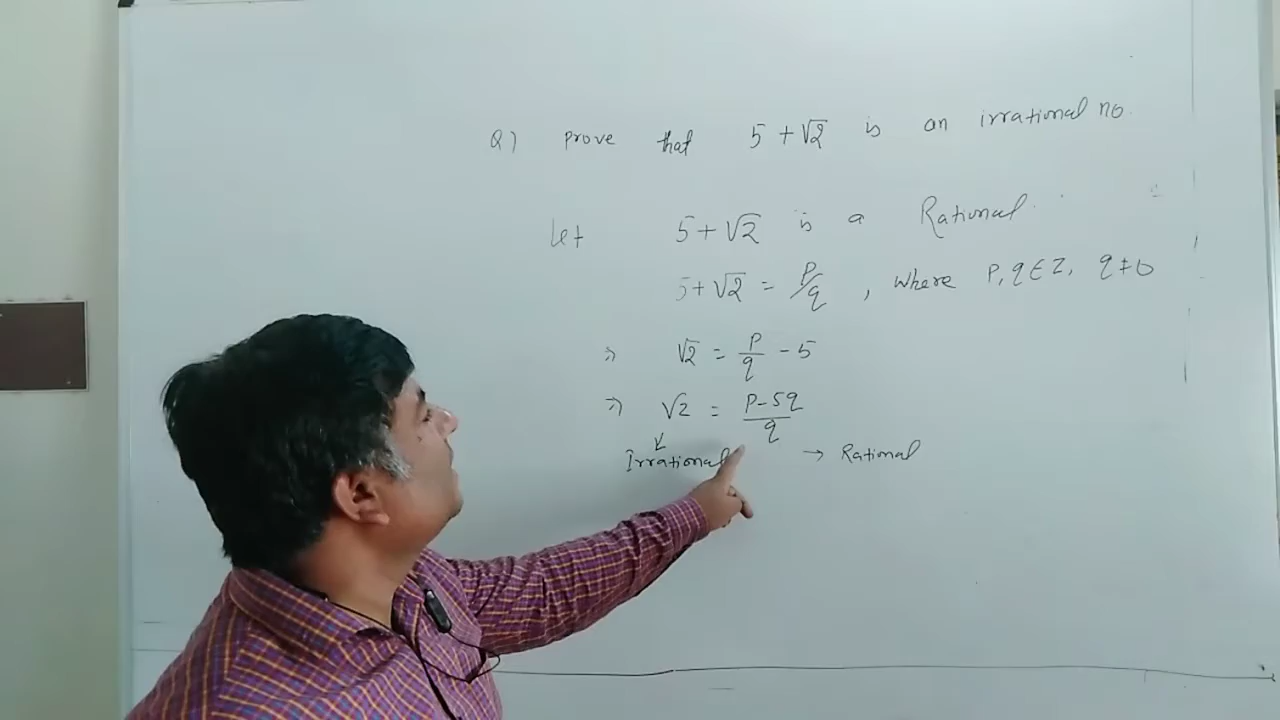 Q) Prove that 5 + √2 is an irrational no.
Let 5 + √2 is a Rational.
5 + √2 = P/q , where P, q ∈ Z, q ≠ 0
⇒ √2 = P/q - 5
⇒ √2 = (P - 5q)/q
Irrational → Rational